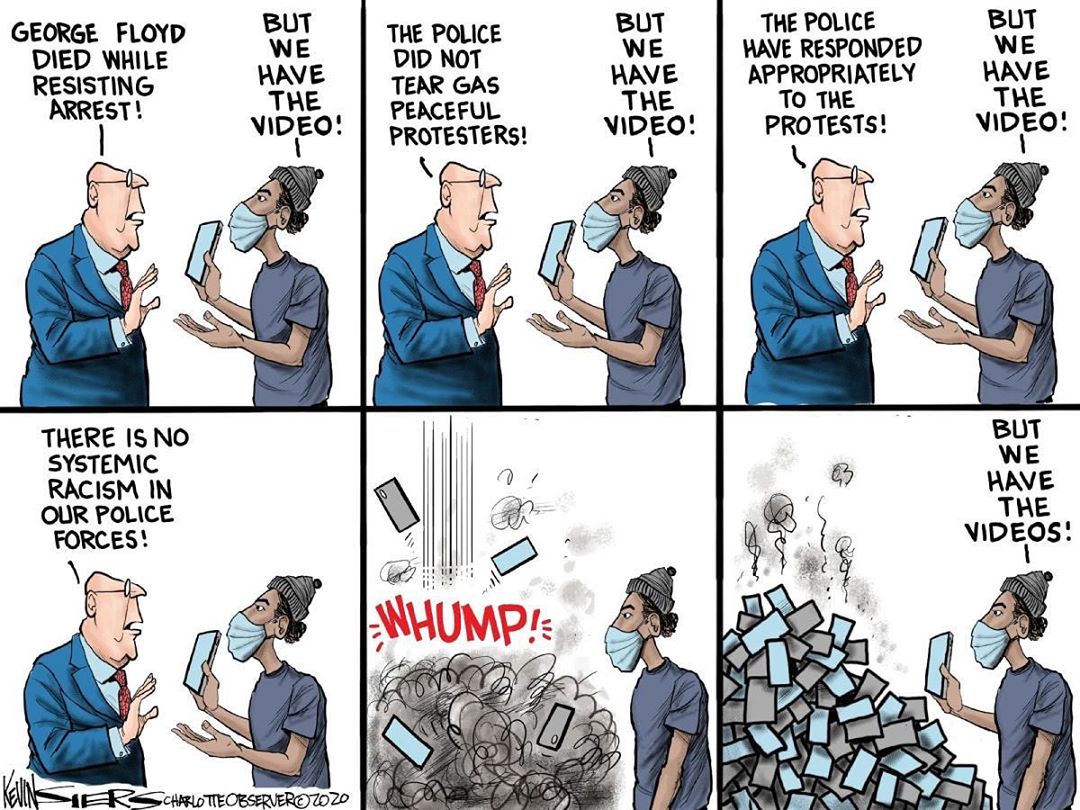 GEORGE FLOYD
DIED WHILE
RESISTING
ARREST!
BUT
WE
HAVE
THE
VIDEO!
THE POLICE
DID NOT
TEAR GAS
PEACEFUL
PROTESTERS!
BUT
WE
HAVE
THE
VIDEO!
THE POLICE
HAVE RESPONDED
APPROPRIATELY
TO THE
PROTESTS!
BUT
WE
HAVE
THE
VIDEO!
THERE IS NO
SYSTEMIC
RACISM IN
OUR POLICE
FORCES!
WHUMP!
BUT
WE
HAVE
THE
VIDEOS!
KEVIN SIERS CHARLOTTE OBSERVER © 2020